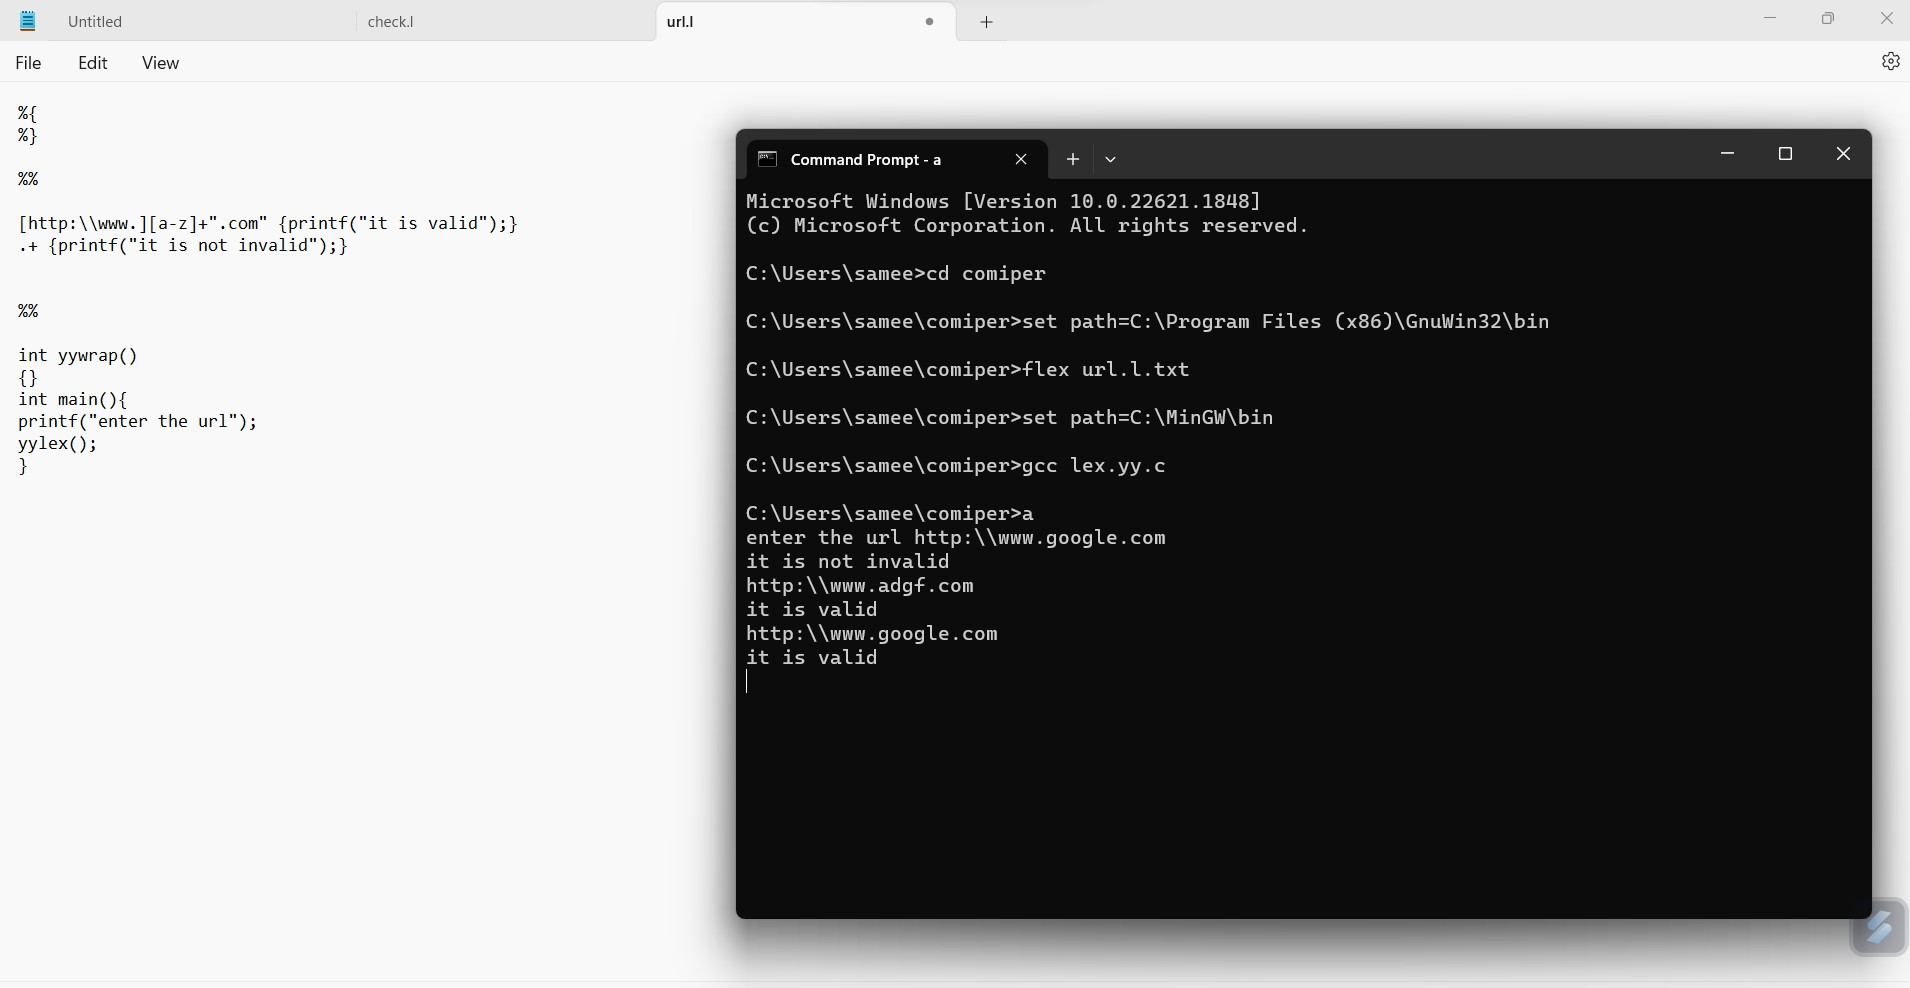 Untitled
check.l
url.l
File Edit View
%{
%}
%%
[http:\\www.][a-z]+".com" {printf("it is valid");}
.+ {printf("it is not invalid");}
%%
int yywrap()
{}
int main(){
printf("enter the url");
yylex();
}
Command Prompt - a
Microsoft Windows [Version 10.0.22621.1848]
(c) Microsoft Corporation. All rights reserved.
C:\Users\samee>cd comiper
C:\Users\samee\comiper>set path=C:\Program Files (x86)\GnuWin32\bin
C:\Users\samee\comiper>flex url.l.txt
C:\Users\samee\comiper>set path=C:\MinGW\bin
C:\Users\samee\comiper>gcc lex.yy.c
C:\Users\samee\comiper>a
enter the url http:\\www.google.com
it is not invalid
http:\\www.adgf.com
it is valid
http:\\www.google.com
it is valid